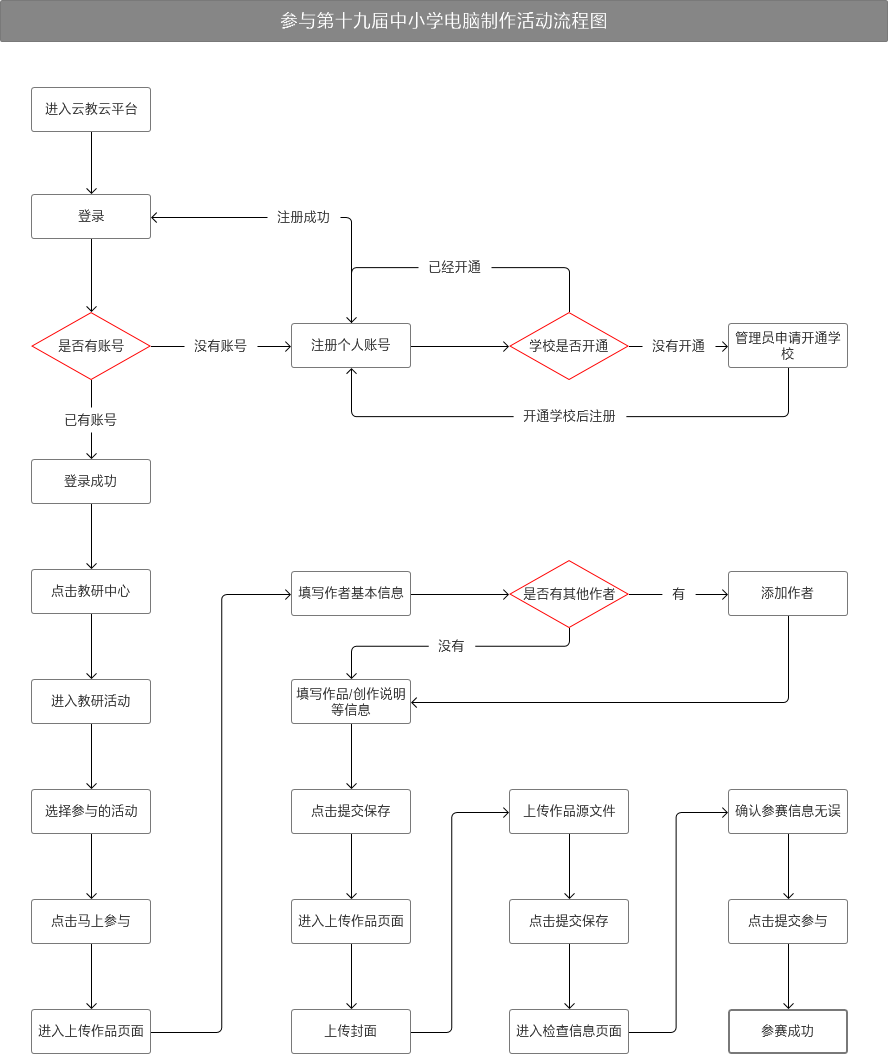 参与第十九届中小学电脑制作活动流程图
进入云教云平台
登录
注册成功
已经开通
是否有账号
没有账号
注册个人账号
学校是否开通
没有开通
管理员申请开通学
校
已有账号
开通学校后注册
登录成功
点击教研中心
填写作者基本信息
是否有其他作者
有
添加作者
没有
进入教研活动
填写作品/创作说明
等信息
选择参与的活动
点击提交保存
上传作品源文件
确认参赛信息无误
点击马上参与
进入上传作品页面
点击提交保存
点击提交参与
进入上传作品页面
上传封面
进入检查信息页面
参赛成功